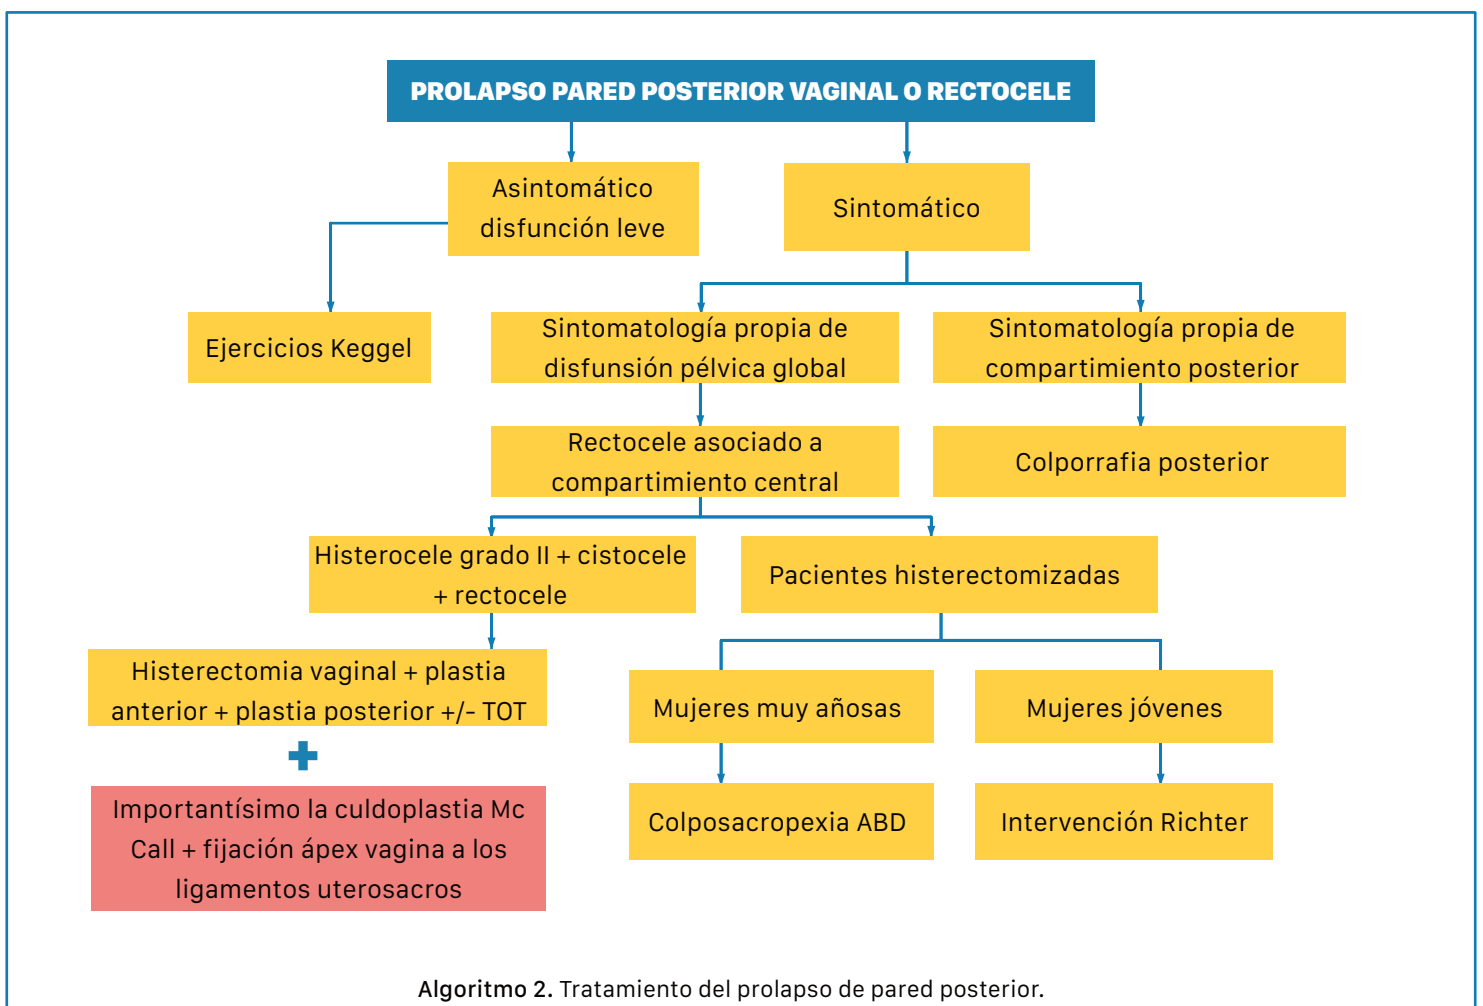 PROLAPSO PARED POSTERIOR VAGINAL O RECTOCELE
Asintomático
disfunción leve
Sintomático
Ejercicios Keggel
Sintomatología propia de
disfunsión pélvica global
Sintomatología propia de
compartimiento posterior
Rectocele asociado a
compartimiento central
Colporrafia posterior
Histerocele grado II + cistocele
+ rectocele
Pacientes histerectomizadas
Histerectomia vaginal + plastia
anterior + plastia posterior +/- TOT
Mujeres muy añosas
Mujeres jóvenes
+
Importantísimo la culdoplastia Mc
Call + fijación ápex vagina a los
ligamentos uterosacros
Colposacropexia ABD
Intervención Richter
Algoritmo 2. Tratamiento del prolapso de pared posterior.